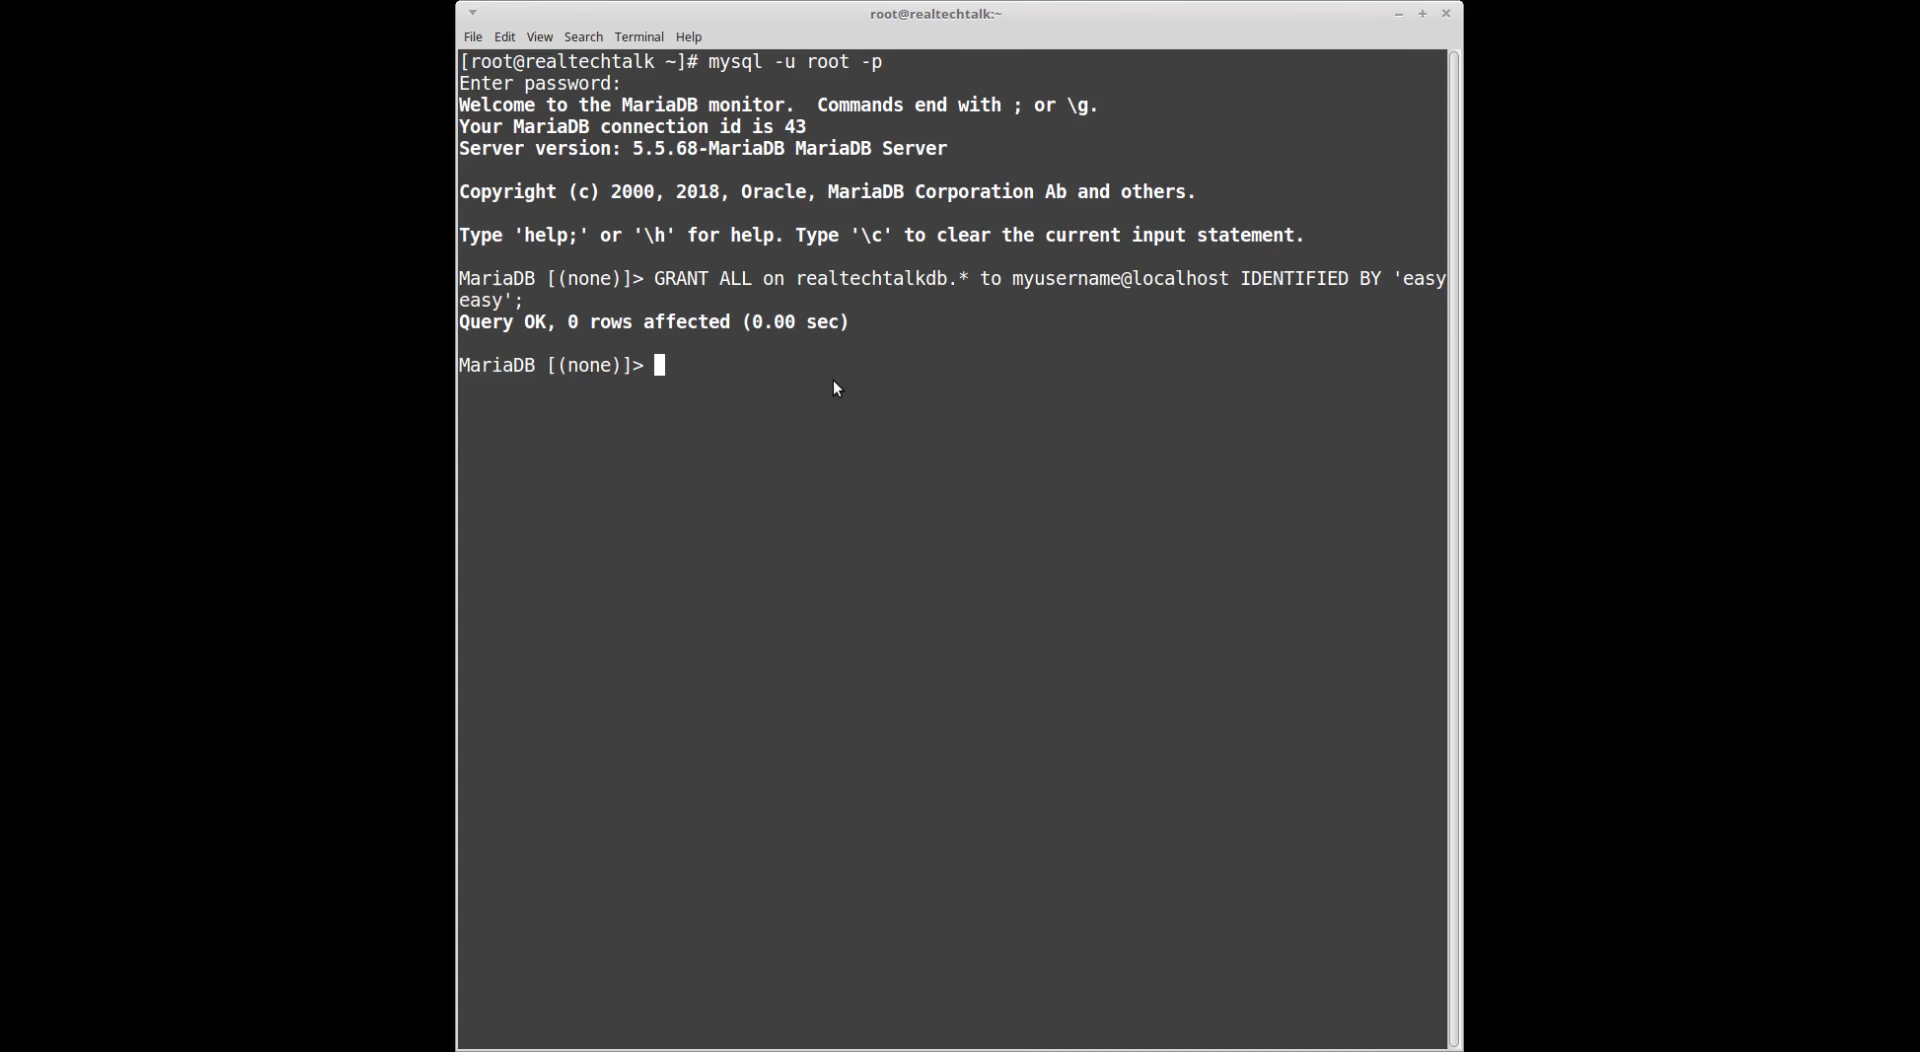 root@realtechtalk:~
File Edit View Search Terminal Help
[root@realtechtalk ~]# mysql -u root -p
Enter password:
Welcome to the MariaDB monitor.  Commands end with ; or \g.
Your MariaDB connection id is 43
Server version: 5.5.68-MariaDB MariaDB Server
Copyright (c) 2000, 2018, Oracle, MariaDB Corporation Ab and others.
Type 'help;' or '\h' for help. Type '\c' to clear the current input statement.
MariaDB [(none)]> GRANT ALL on realtechtalkdb.* to myusername@localhost IDENTIFIED BY 'easy
easy';
Query OK, 0 rows affected (0.00 sec)
MariaDB [(none)]>